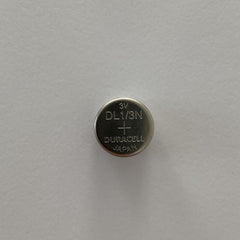 3V
DL1/3N
+
DURACELL
JAPAN